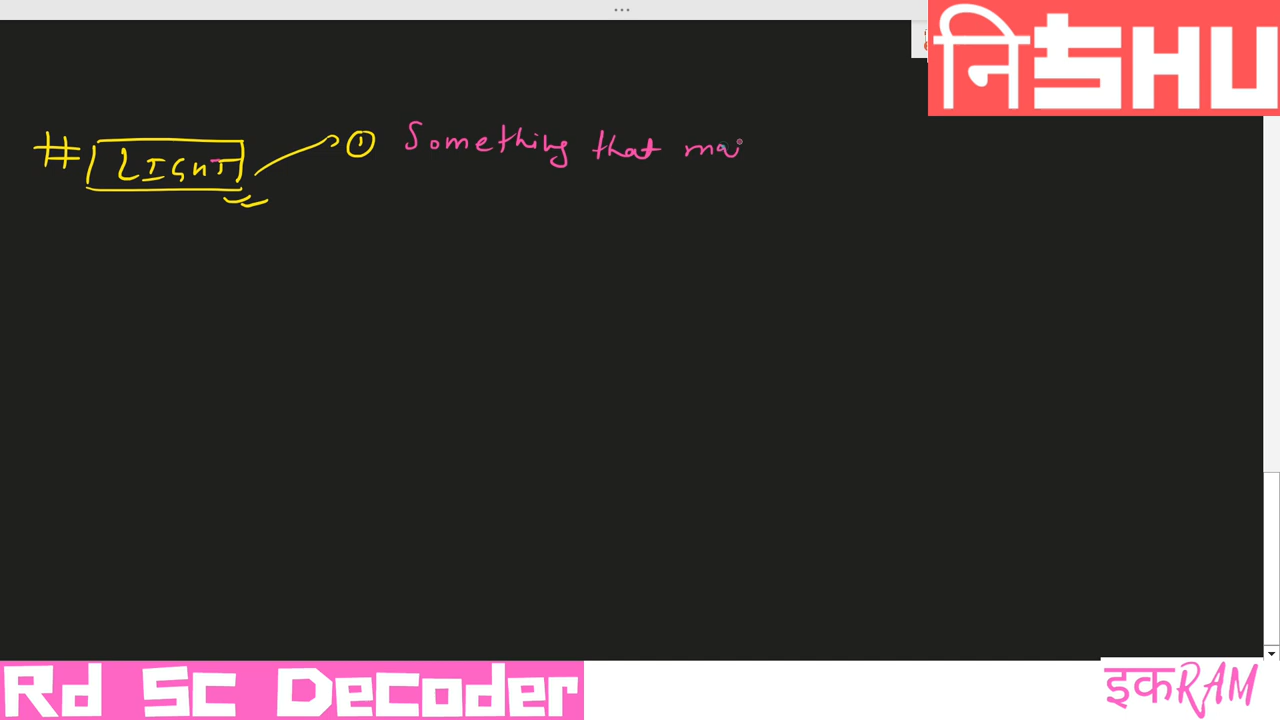 निSHU
# LIGHT ① Something that ma
Rd Sc Decoder
इकRAM